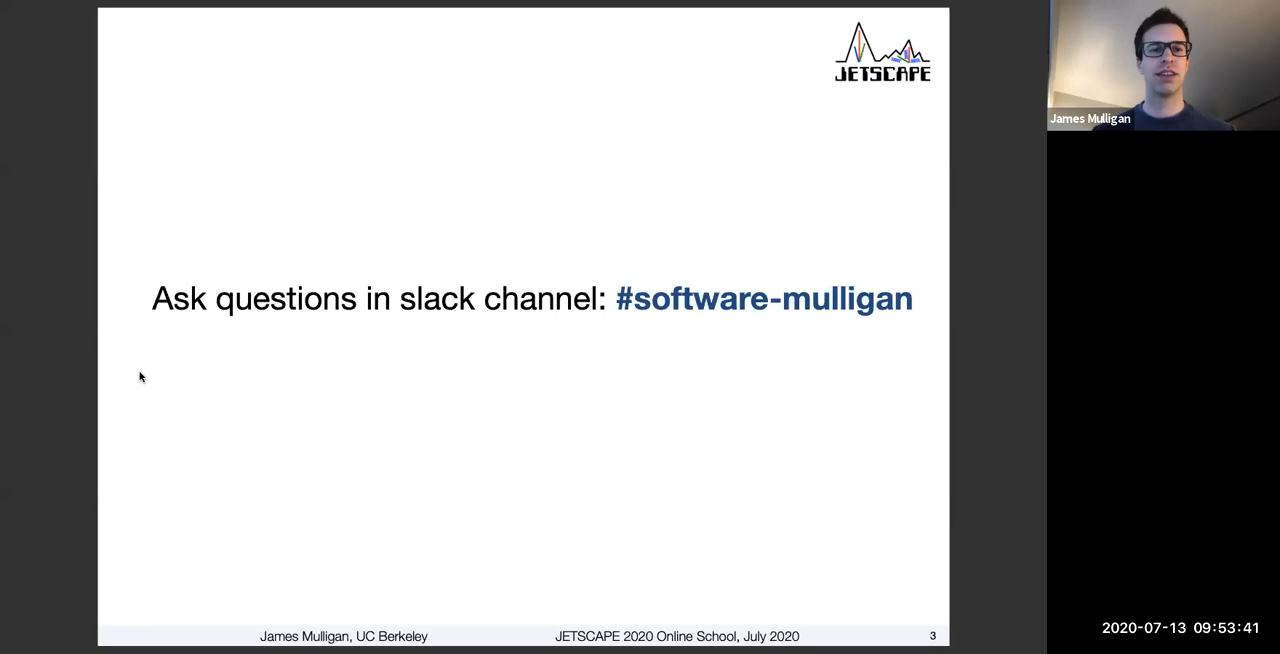 JETSCAPE
James Mulligan
Ask questions in slack channel: #software-mulligan
James Mulligan, UC Berkeley
JETSCAPE 2020 Online School, July 2020
3
2020-07-13 09:53:41